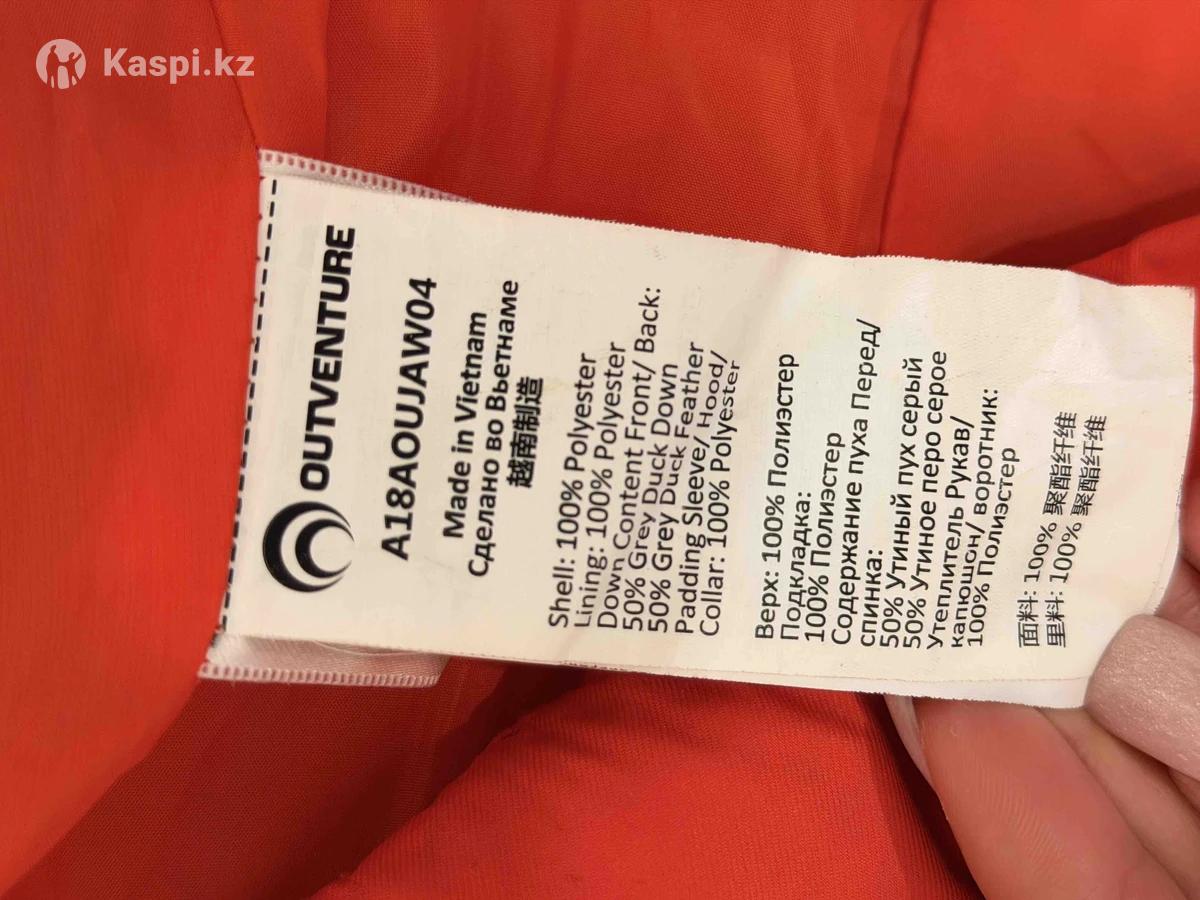 Kaspi.kz
OUTVENTURE
A18AOUJAW04
Made in Vietnam
Сделано во Вьетнаме
越南制造
Shell: 100% Polyester
Lining: 100% Polyester
Down Content Front/ Back:
50% Grey Duck Down
50% Grey Duck Feather
Padding Sleeve/ Hood/
Collar: 100% Polyester
Верх: 100% Полиэстер
Подкладка:
100% Полиэстер
Содержание пуха Перед/
спинка:
50% Утиный пух серый
50% Утиное перо серое
Утеплитель Рукав/
капюшон/ воротник:
100% Полиэстер
面料: 100% 聚酯纤维
里料: 100% 聚酯纤维